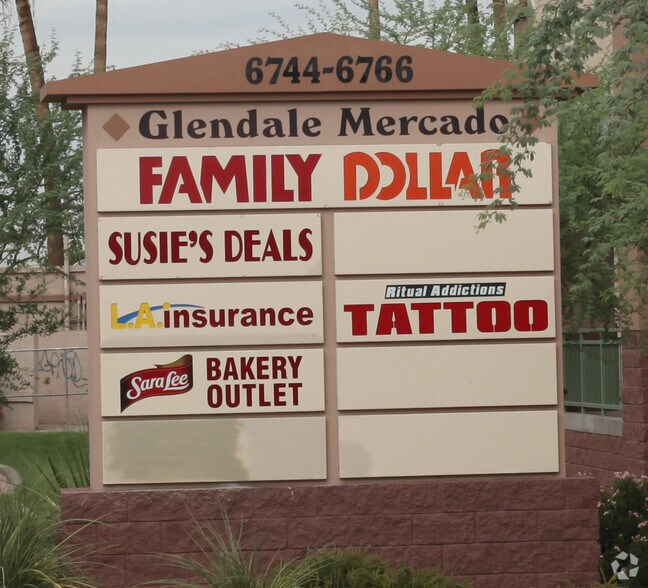 6744-6766
Glendale Mercado
FAMILY DOLLAR
SUSIE'S DEALS
L.A. insurance
Ritual Addictions
TATTOO
Sara Lee
BAKERY
OUTLET